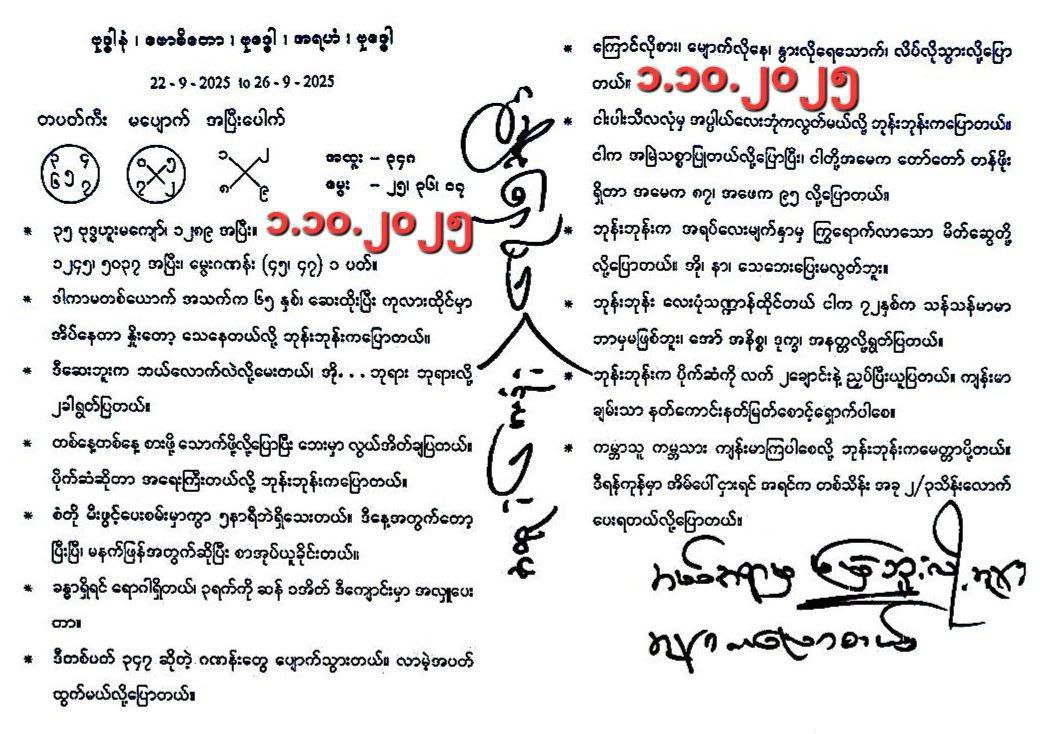 ဗုဒ္ဓါနံ ၊ ဗောဓိတော ၊ ဗုဒ္ဓေါ ၊ အရဟံ ၊ ဗုဒ္ဓေါ
22-9-2025 to 26-9-2025
တပတ်ကီး မပျောက် အပြီးပေါက်
၃ ၄
၆ ၅ ၇
၀ ၅
၇ ၂
၁ ၂
၈ ၉
အထူး - ၃၄၈
မွေး - ၂၅၊ ၃၆၊ ၈၄
* ၃၅ ဗုဒ္ဓဟူးမကျော်၊ ၁၂၈၉ အပြီး။
၁.၁၀.၂၀၂၅
၁၂၄၅၊ ၅၀၃၇ အပြီး၊ မွေးဂဏန်း (၄၅၊ ၄၇) ၁ ပတ်။
* ဒါကာမတစ်ယောက် အသက်က ၆၅ နှစ်၊ ဆေးထိုးပြီး ကုလားထိုင်မှာ
အိပ်နေတာ နှိုးတော့ သေနေတယ်လို့ ဘုန်းဘုန်းကပြောတယ်။
* ဒီဆေးဘူးက ဘယ်လောက်လဲလို့မေးတယ်၊ အို... ဘုရား ဘုရားလို့
၂ခါရွတ်ပြတယ်။
* တစ်နေ့တစ်နေ့ စားဖို့ သောက်ဖို့လို့ပြောပြီး ဘေးမှာ လွယ်အိတ်ချပြတယ်။
ပိုက်ဆံဆိုတာ အရေးကြီးတယ်လို့ ဘုန်းဘုန်းကပြောတယ်။
* စံတို မီးဖွင့်ပေးစမ်းမှာကွာ ၅နာရီဘဲရှိသေးတယ်။ ဒီနေ့အတွက်တော့
ပြီးပြီ၊ မနက်ဖြန်အတွက်ဆိုပြီး စာအုပ်ယူခိုင်းတယ်။
* ခန္ဓာရှိရင် ရောဂါရှိတယ်၊ ၃ရက်ကို ဆန် ၁အိတ် ဒီကျောင်းမှာ အလှူပေး
တာ။
* ဒီတစ်ပတ် ၃၄၇ ဆိုတဲ့ ဂဏန်းတွေ ပျောက်သွားတယ်။ လာမဲ့အပတ်
ထွက်မယ်လို့ပြောတယ်။
* ကြောင်လိုစား၊ မျောက်လိုနေ၊ နွားလိုရေသောက်၊ လိပ်လိုသွားလို့ပြော
တယ်။
၁.၁၀.၂၀၂၅
* ငါးပါးသီလလုံမှ အပ္ပါယ်လေးဘုံကလွတ်မယ်လို့ ဘုန်းဘုန်းကပြောတယ်။
ငါက အမြဲသစ္စာပြုတယ်လို့ပြောပြီး၊ ငါတို့အမေက တော်တော် တန်ဖိုး
ရှိတာ အမေက ၈၇၊ အဖေက ၉၅ လို့ပြောတယ်။
* ဘုန်းဘုန်းက အရပ်လေးမျက်နှာမှ ကြွရောက်လာသော မိတ်ဆွေတို့
လို့ပြောတယ်။ အို၊ နာ၊ သေဘေးပြေးမလွတ်ဘူး။
* ဘုန်းဘုန်း လေးပုံသဏ္ဌာန်ထိုင်တယ် ငါက ၇၂နှစ်က သန်သန်မာမာ
ဘာမှမဖြစ်ဘူး၊ အော် အနိစ္စ၊ ဒုက္ခ၊ အနတ္တလို့ရွတ်ပြတယ်။
* ဘုန်းဘုန်းက ပိုက်ဆံကို လက် ၂ချောင်းနဲ့ ညှပ်ပြီးယူပြတယ်။ ကျန်းမာ
ချမ်းသာ နတ်ကောင်းနတ်မြတ်စောင့်ရှောက်ပါစေ။
* ကမ္ဘာသူ ကမ္ဘာသား ကျန်းမာကြပါစေလို့ ဘုန်းဘုန်းကမေတ္တာပို့တယ်။
ဒီရန်ကုန်မှာ အိမ်ပေါ်ငှားရင် အရင်က တစ်သိန်း အခု ၂/၃သိန်းလောက်
ပေးရတယ်လို့ပြောတယ်။